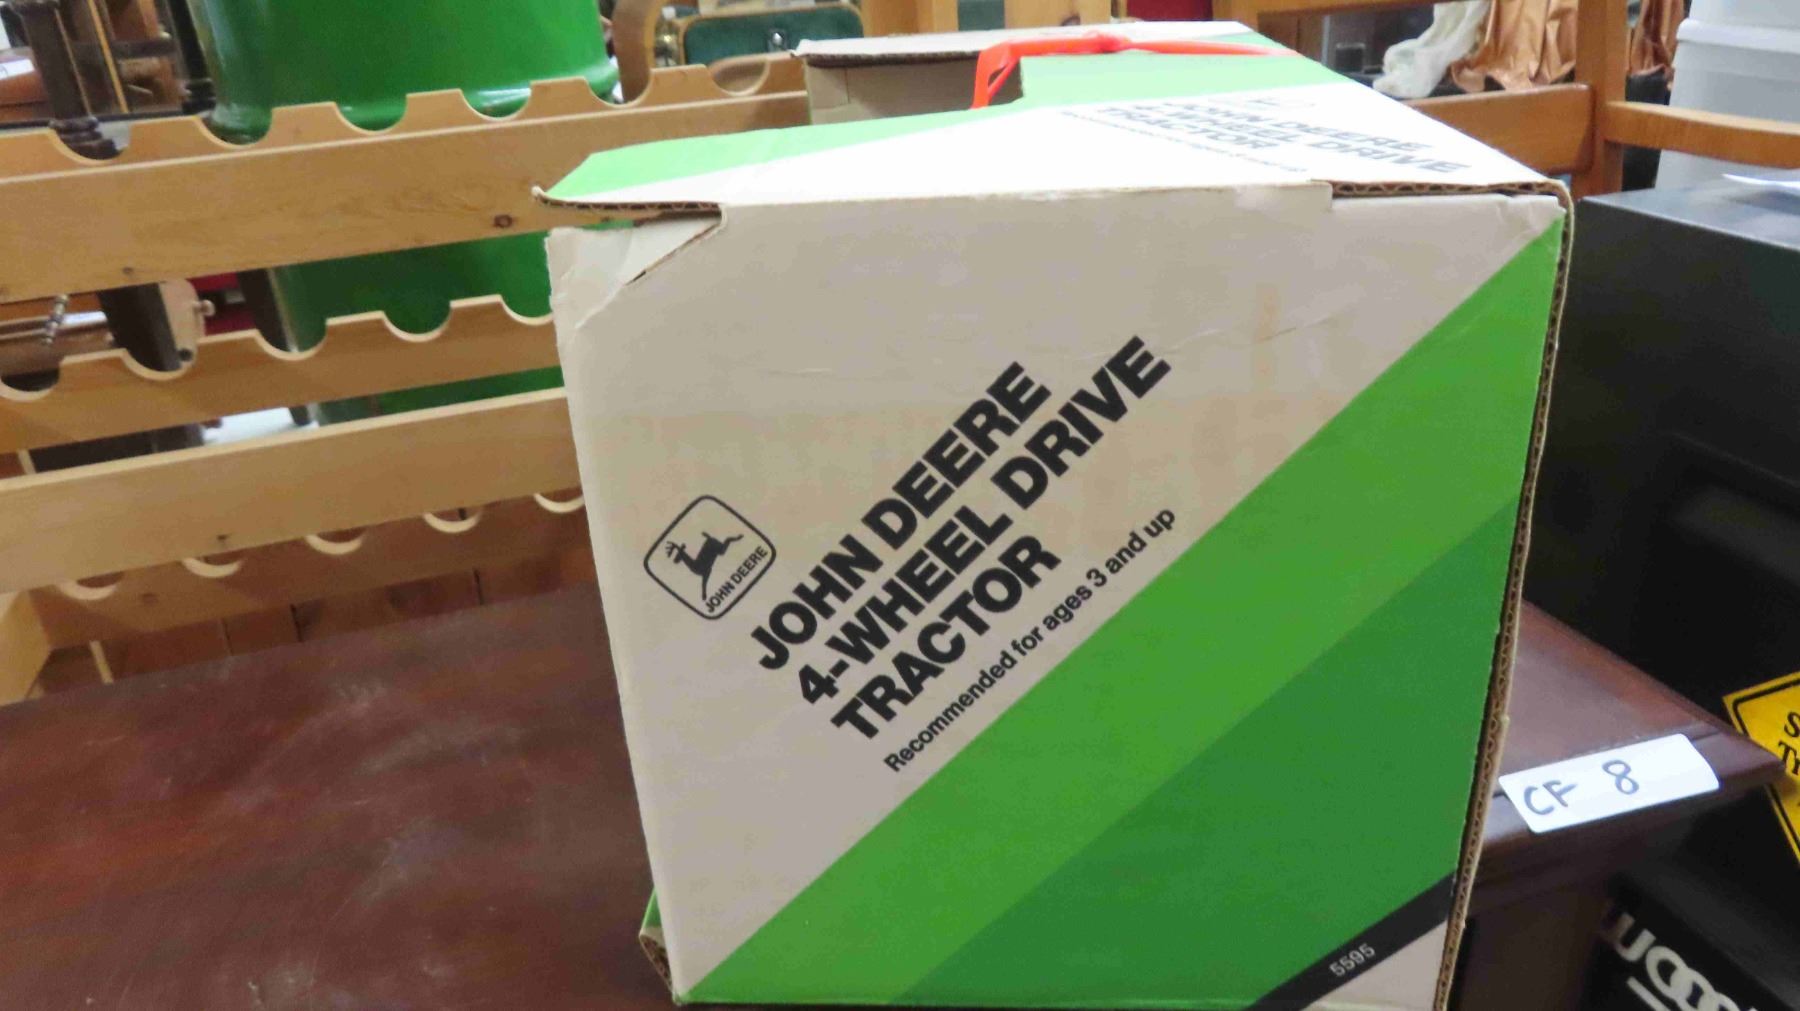 JOHN DEERE
4-WHEEL DRIVE
TRACTOR
JOHN DEERE
JOHN DEERE
4-WHEEL DRIVE
TRACTOR
Recommended for ages 3 and up
5595
CF 8